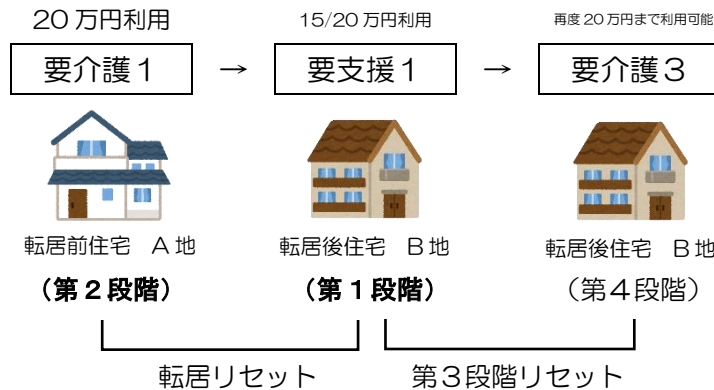 20万円利用
15/20万円利用
再度20万円まで利用可能
要介護1 → 要支援1 → 要介護3
転居前住宅 A地
転居後住宅 B地
転居後住宅 B地
（第2段階）
（第1段階）
（第4段階）
転居リセット
第3段階リセット